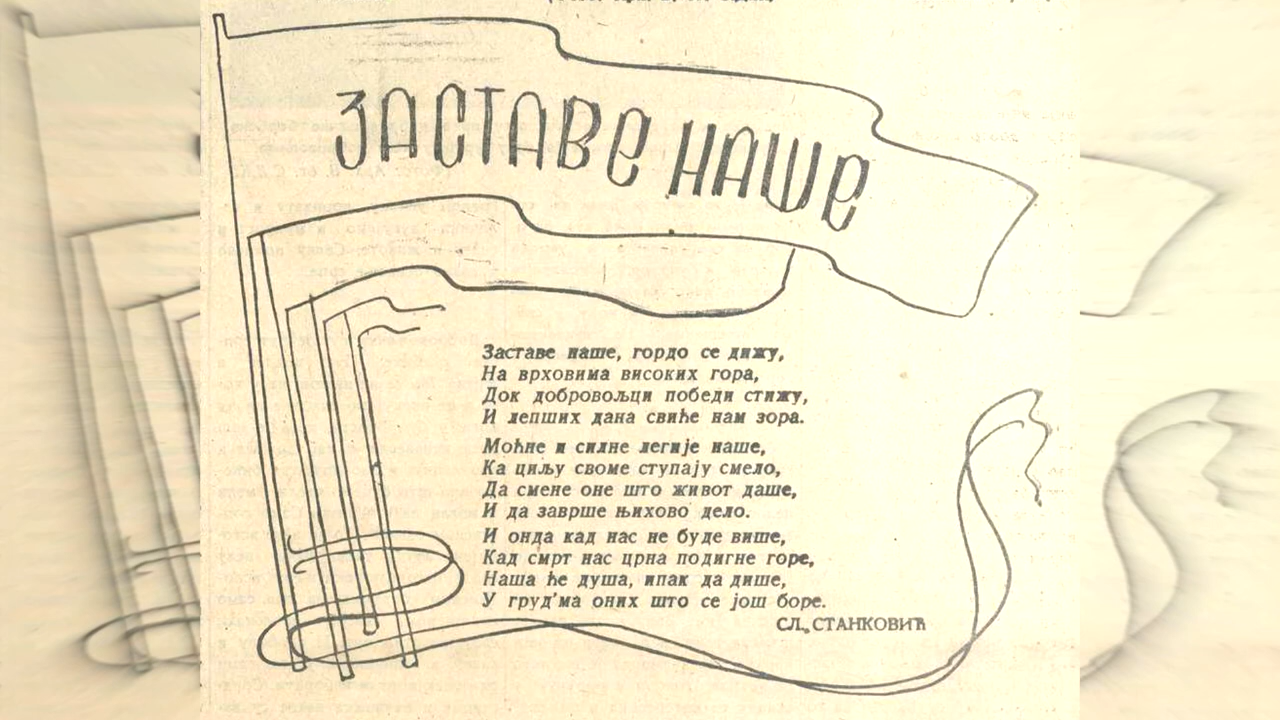 ЗАСТАВЕ НАШЕ
Заставе наше, гордо се дижу,
На врховима високих гора,
Док добровољци победи стижу,
И лепших дана свиће нам зора.
Моћне и силне легије наше,
Ка циљу своме ступају смело,
Да смене оне што живот даше,
И да заврше њихово дело.
И онда кад нас не буде више,
Кад смрт нас црна подигне горе,
Наша ће душа, ипак да дише,
У груд'ма оних што се још боре.
СЛ. СТАНКОВИЋ